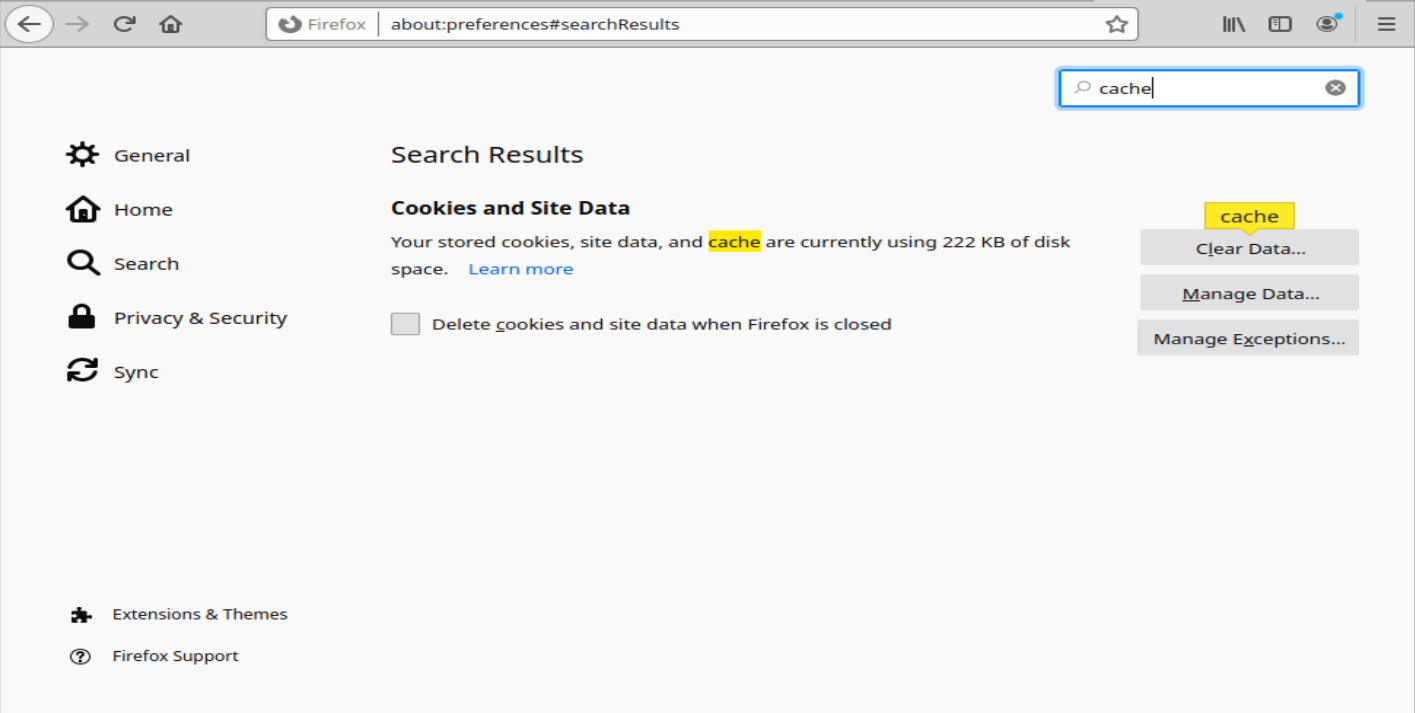 Firefox about:preferences#searchResults
cache
General
Home
Search
Privacy & Security
Sync
Extensions & Themes
Firefox Support
Search Results
Cookies and Site Data
Your stored cookies, site data, and cache are currently using 222 KB of disk
space. Learn more
Delete cookies and site data when Firefox is closed
cache
Clear Data...
Manage Data...
Manage Exceptions...